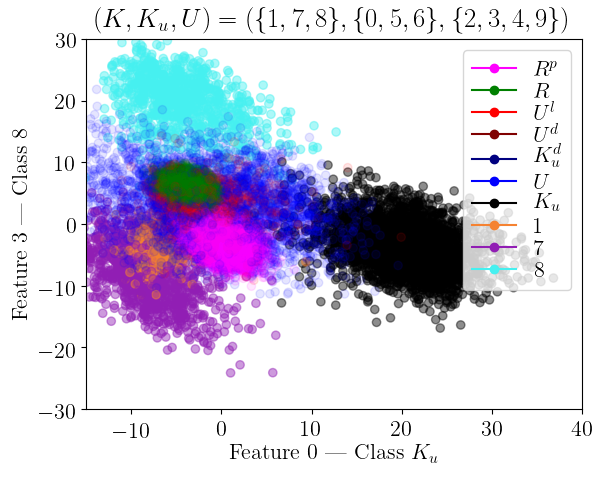 (K, K_u, U) = ({1, 7, 8}, {0, 5, 6}, {2, 3, 4, 9})
30
20
10
0
−10
−20
−30
Feature 3 — Class 8
R^p
R
U^l
U^d
K_u^d
U
K_u
1
7
8
−10 0 10 20 30 40
Feature 0 — Class K_u